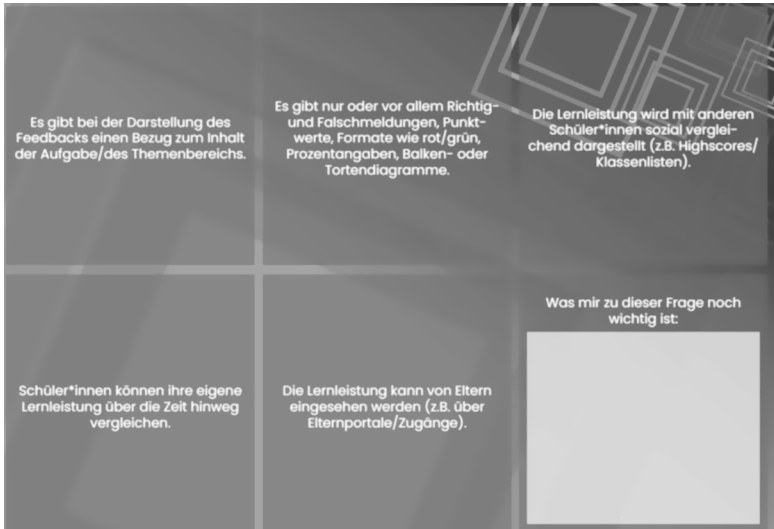 Es gibt bei der Darstellung des
Feedbacks einen Bezug zum Inhalt
der Aufgabe/des Themenbereichs.
Es gibt nur oder vor allem Richtig-
und Falschmeldungen, Punkt-
werte, Formate wie rot/grün,
Prozentangaben, Balken- oder
Tortendiagramme.
Die Lernleistung wird mit anderen
Schüler*innen sozial verglei-
chend dargestellt (z.B. Highscores/
Klassenlisten).
Schüler*innen können ihre eigene
Lernleistung über die Zeit hinweg
vergleichen.
Die Lernleistung kann von Eltern
eingesehen werden (z.B. über
Elternportale/Zugänge).
Was mir zu dieser Frage noch
wichtig ist: